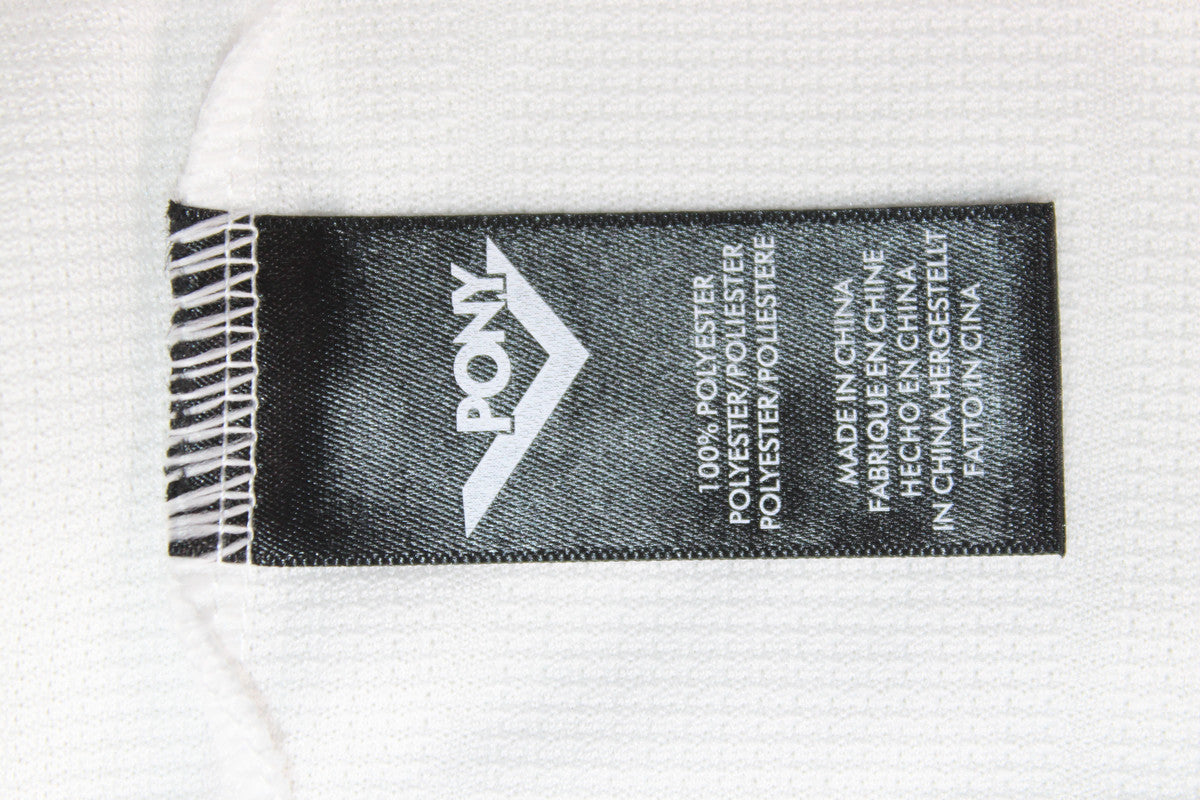 PONY
100% POLYESTER
POLYESTER/POLIESTER
POLYESTER/POLIESTERE
MADE IN CHINA
FABRIQUE EN CHINE
HECHO EN CHINA
IN CHINA HERGESTELLT
FATTO IN CINA